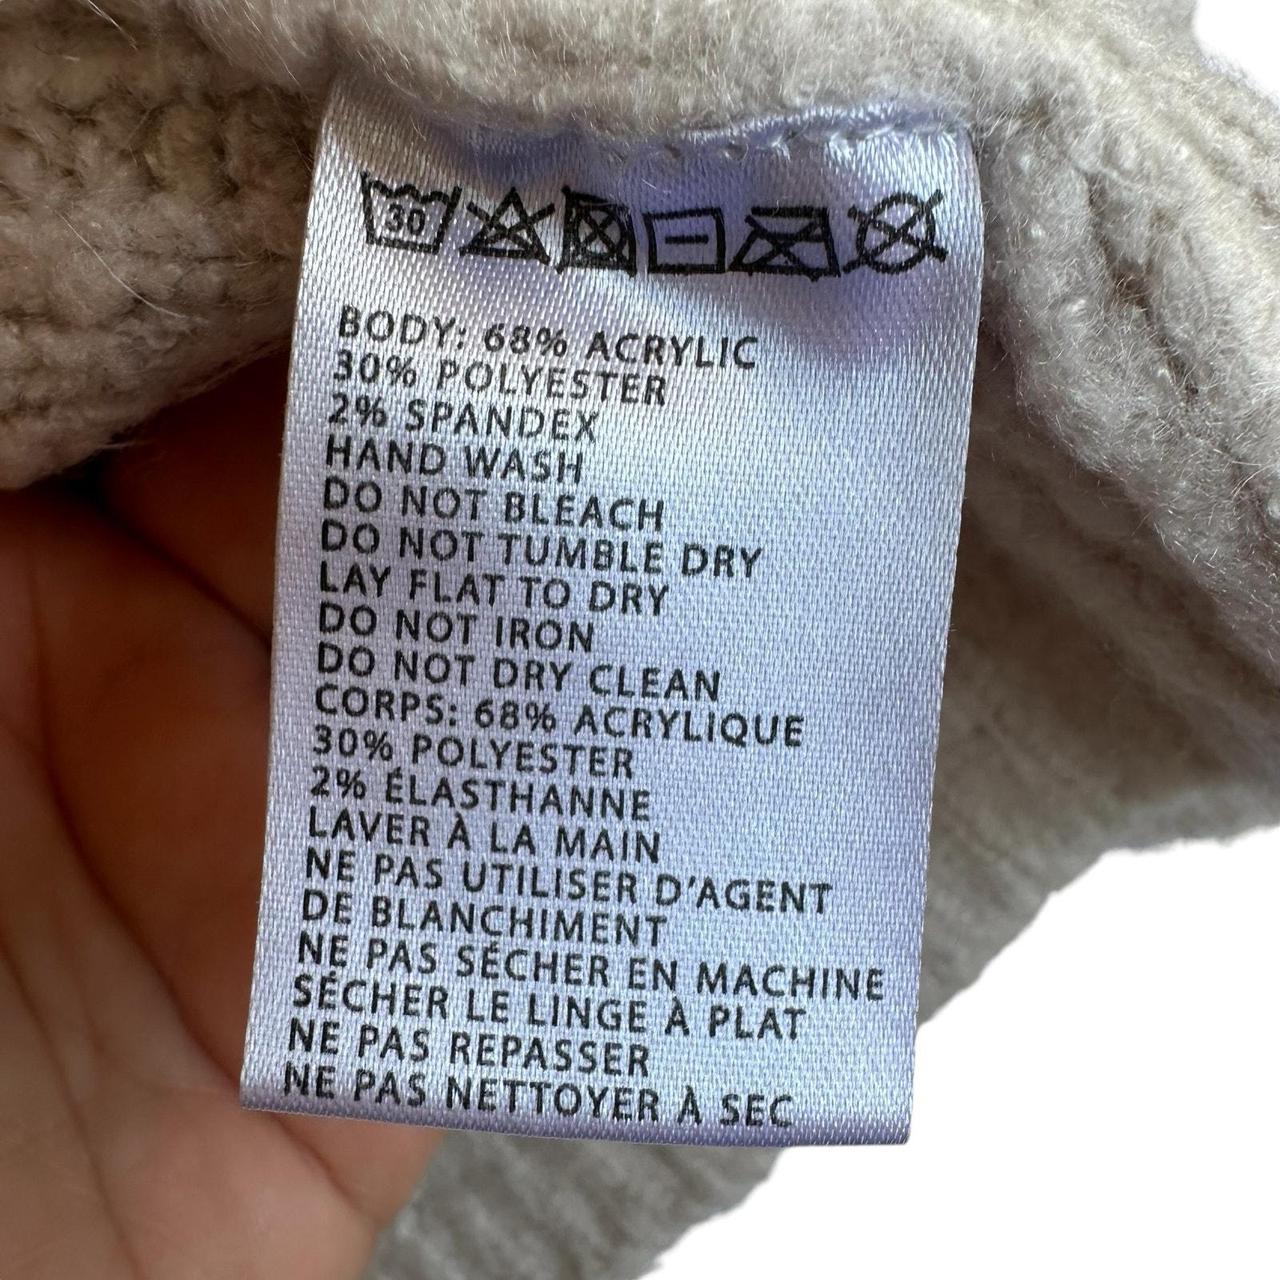 30
BODY: 68% ACRYLIC
30% POLYESTER
2% SPANDEX
HAND WASH
DO NOT BLEACH
DO NOT TUMBLE DRY
LAY FLAT TO DRY
DO NOT IRON
DO NOT DRY CLEAN
CORPS: 68% ACRYLIQUE
30% POLYESTER
2% ÉLASTHANNE
LAVER À LA MAIN
NE PAS UTILISER D'AGENT
DE BLANCHIMENT
NE PAS SÉCHER EN MACHINE
SÉCHER LE LINGE À PLAT
NE PAS REPASSER
NE PAS NETTOYER À SEC